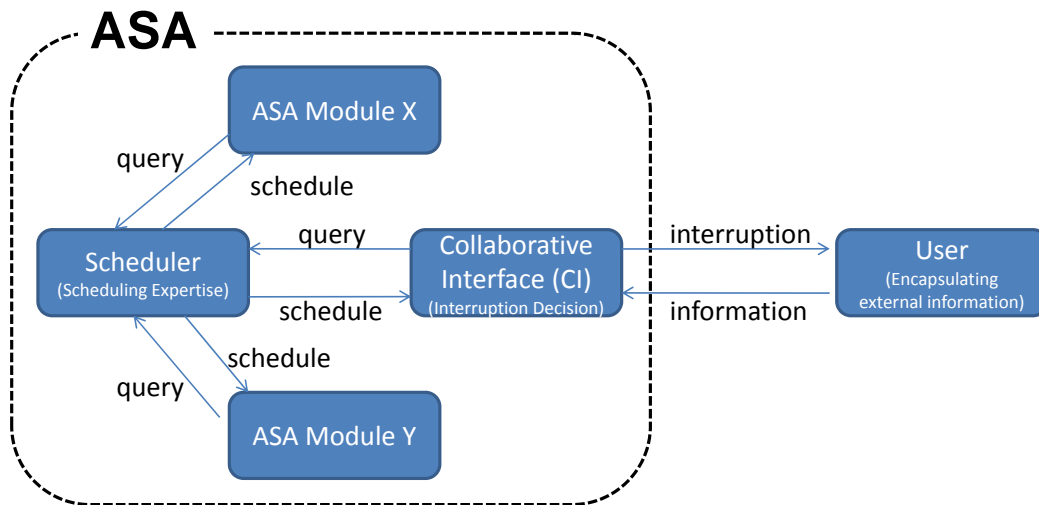 ASA
ASA Module X
query
schedule
Scheduler
(Scheduling Expertise)
query
schedule
Collaborative
Interface (CI)
(Interruption Decision)
interruption
information
User
(Encapsulating
external information)
schedule
query
ASA Module Y